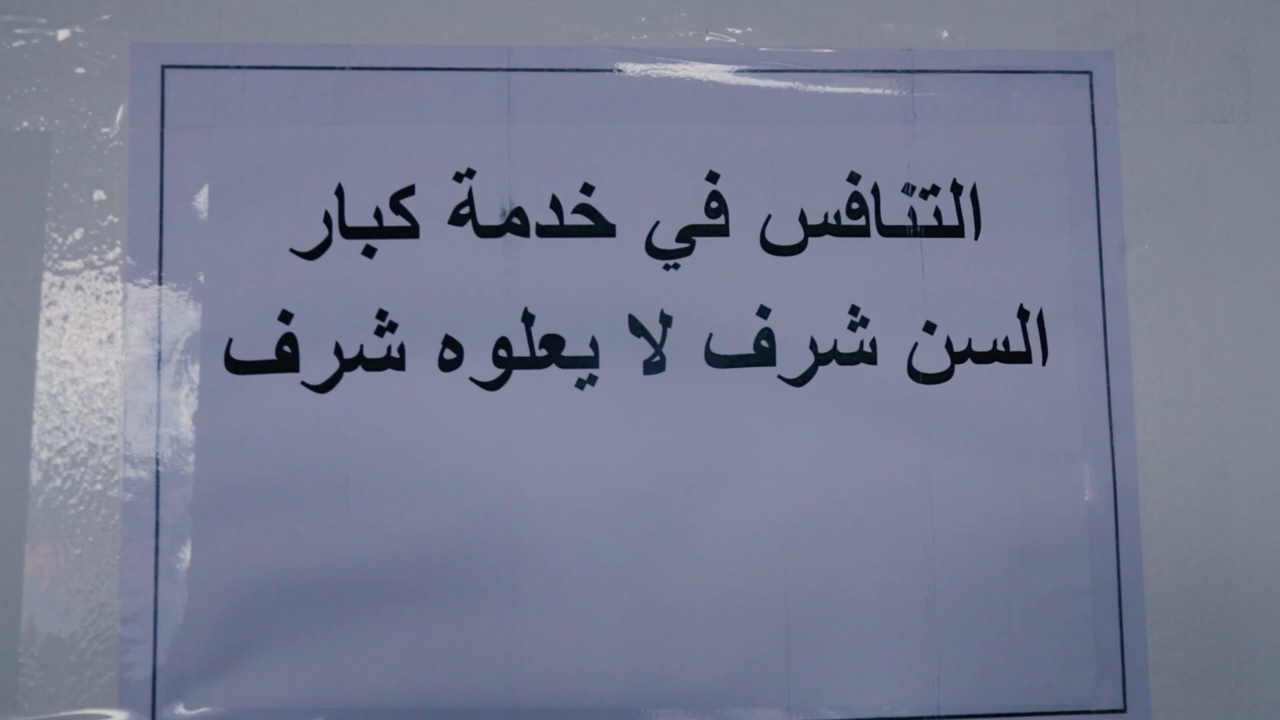 التنافس في خدمة كبار
السن شرف لا يعلوه شرف